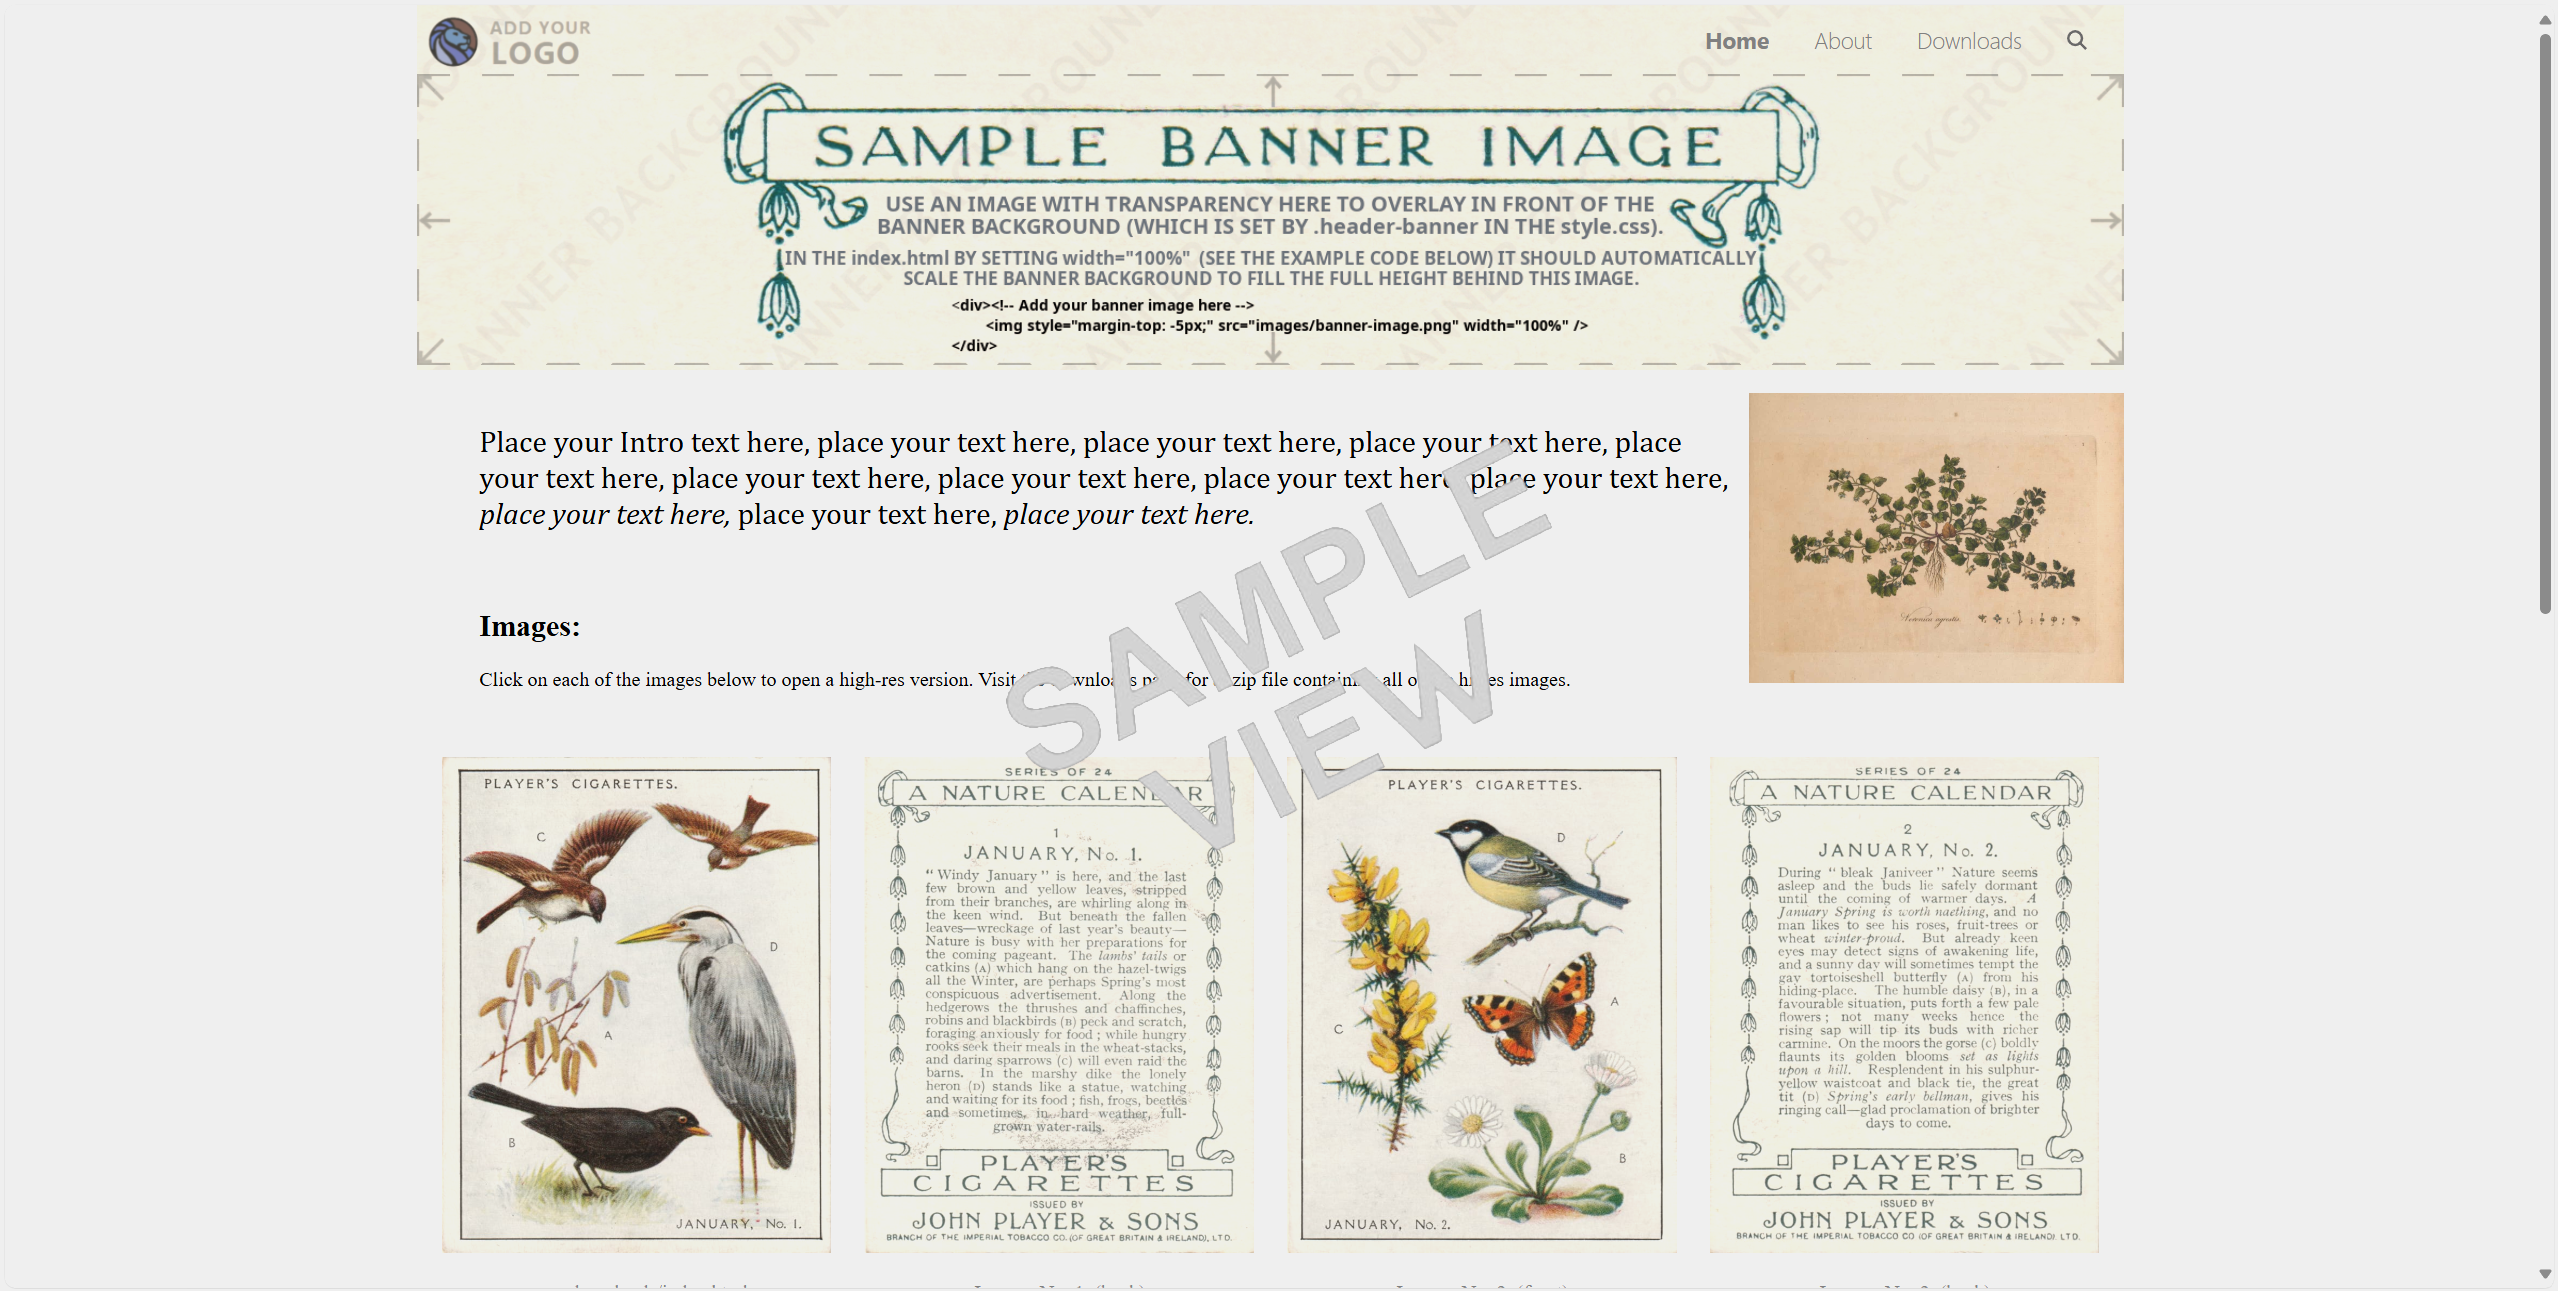 ADD YOUR
LOGO
Home
About
Downloads
SAMPLE BANNER IMAGE
USE AN IMAGE WITH TRANSPARENCY HERE TO OVERLAY IN FRONT OF THE
BANNER BACKGROUND (WHICH IS SET BY .header-banner IN THE style.css).
IN THE index.html BY SETTING width="100%" (SEE THE EXAMPLE CODE BELOW) IT SHOULD AUTOMATICALLY
SCALE THE BANNER BACKGROUND TO FILL THE FULL HEIGHT BEHIND THIS IMAGE.
<div><!-- Add your banner image here -->
<img style="margin-top: -5px;" src="images/banner-image.png" width="100%" />
</div>
Place your Intro text here, place your text here, place your text here, place your text here, place
your text here, place your text here, place your text here, place your text here, place your text here,
place your text here, place your text here, place your text here.
Images:
Click on each of the images below to open a high-res version. Visit for zip file all images.
SAMPLE
VIEW
PLAYER'S CIGARETTES.
C
D
A
B
JANUARY, No. 1.
SERIES OF 24
A NATURE CALENDAR
1
JANUARY, No. 1.
"Windy January" is here, and the last
few brown and yellow leaves, stripped
from their branches, are whirling along in
the keen wind. But beneath the fallen
leaves—wreckage of last year's beauty—
Nature is busy with her preparations for
the coming pageant. The lambs' tails or
catkins (A) which hang on the hazel-twigs
all the Winter, are perhaps Spring's most
conspicuous advertisement. Along the
hedgerows the thrushes and chaffinches,
robins and blackbirds (B) peck and scratch,
foraging anxiously for food ; while hungry
rooks seek their meals in the wheat-stacks,
and daring sparrows (C) will even raid the
barns. In the marshy dike the lonely
heron (D) stands like a statue, watching
and waiting for its food ; fish, frogs, beetles
and sometimes, in hard weather, full-
grown water-rails.
PLAYER'S
CIGARETTES
ISSUED BY
JOHN PLAYER & SONS
BRANCH OF THE IMPERIAL TOBACCO CO. (OF GREAT BRITAIN & IRELAND), LTD.
PLAYER'S CIGARETTES.
D
A
C
B
JANUARY, No. 2.
SERIES OF 24
A NATURE CALENDAR
2
JANUARY, No. 2.
During "bleak Janiveer" Nature seems
asleep and the buds lie safely dormant
until the coming of warmer days. A
January Spring is worth naething, and no
man likes to see his roses, fruit-trees or
wheat winter-proud. But already keen
eyes may detect signs of awakening life,
and a sunny day will sometimes tempt the
gay tortoiseshell butterfly (A) from his
hiding-place. The humble daisy (B), in a
favourable situation, puts forth a few pale
flowers ; not many weeks hence the
rising sap will tip its buds with richer
carmine. On the moors the gorse (C) boldly
flaunts its golden blooms set as lights
upon a hill. Resplendent in his sulphur-
yellow waistcoat and black tie, the great
tit (D) Spring's early bellman, gives his
ringing call—glad proclamation of brighter
days to come.
PLAYER'S
CIGARETTES
ISSUED BY
JOHN PLAYER & SONS
BRANCH OF THE IMPERIAL TOBACCO CO (OF GREAT BRITAIN & IRELAND), LTD.